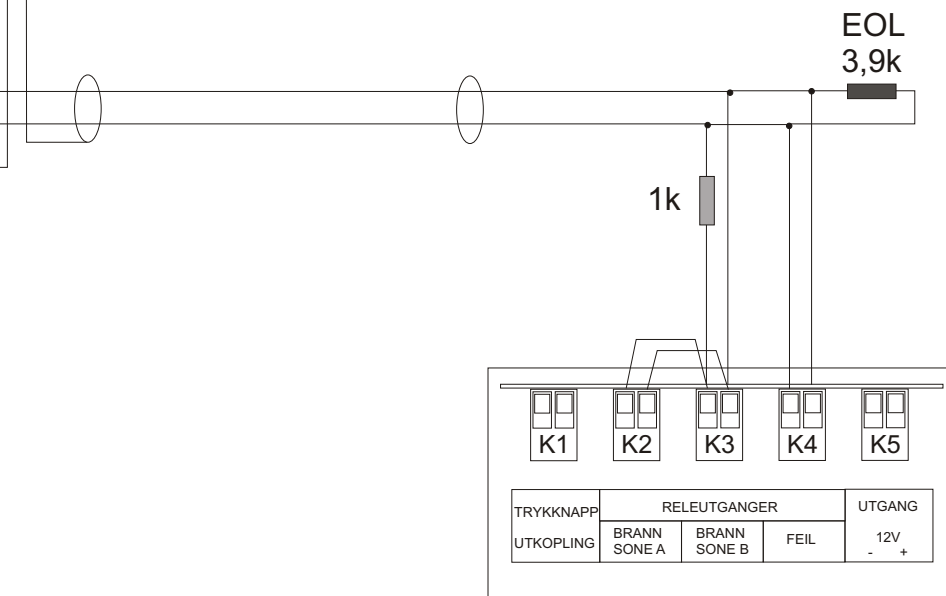 EOL
3,9k
1k
K1 K2 K3 K4 K5
TRYKKNAPP
UTKOPLING
RELEUTGANGER
BRANN
SONE A
BRANN
SONE B
FEIL
UTGANG
12V
- +